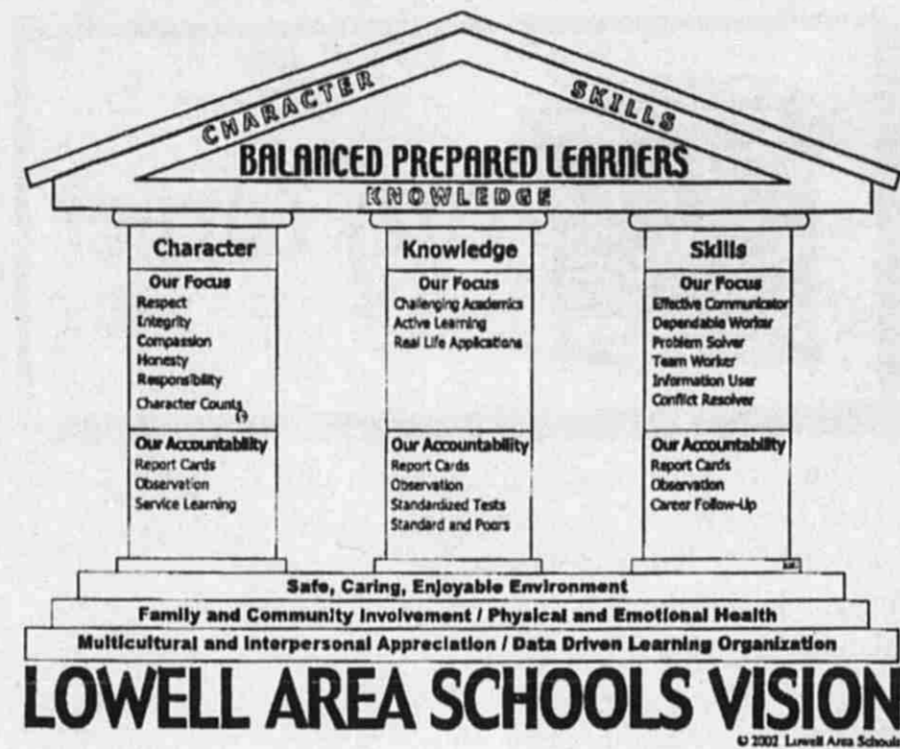 CHARACTER
SKILLS
BALANCED PREPARED LEARNERS
KNOWLEDGE
Character
Our Focus
Respect
Integrity
Compassion
Honesty
Responsibility
Character Counts
Our Accountability
Report Cards
Observation
Service Learning
Knowledge
Our Focus
Challenging Academics
Active Learning
Real Life Applications
Our Accountability
Report Cards
Observation
Standardized Tests
Standard and Poors
Skills
Our Focus
Effective Communicator
Dependable Worker
Problem Solver
Team Worker
Information User
Conflict Resolver
Our Accountability
Report Cards
Observation
Career Follow-Up
Safe, Caring, Enjoyable Environment
Family and Community Involvement / Physical and Emotional Health
Multicultural and Interpersonal Appreciation / Data Driven Learning Organization
LOWELL AREA SCHOOLS VISION
© 2002 Lowell Area Schools